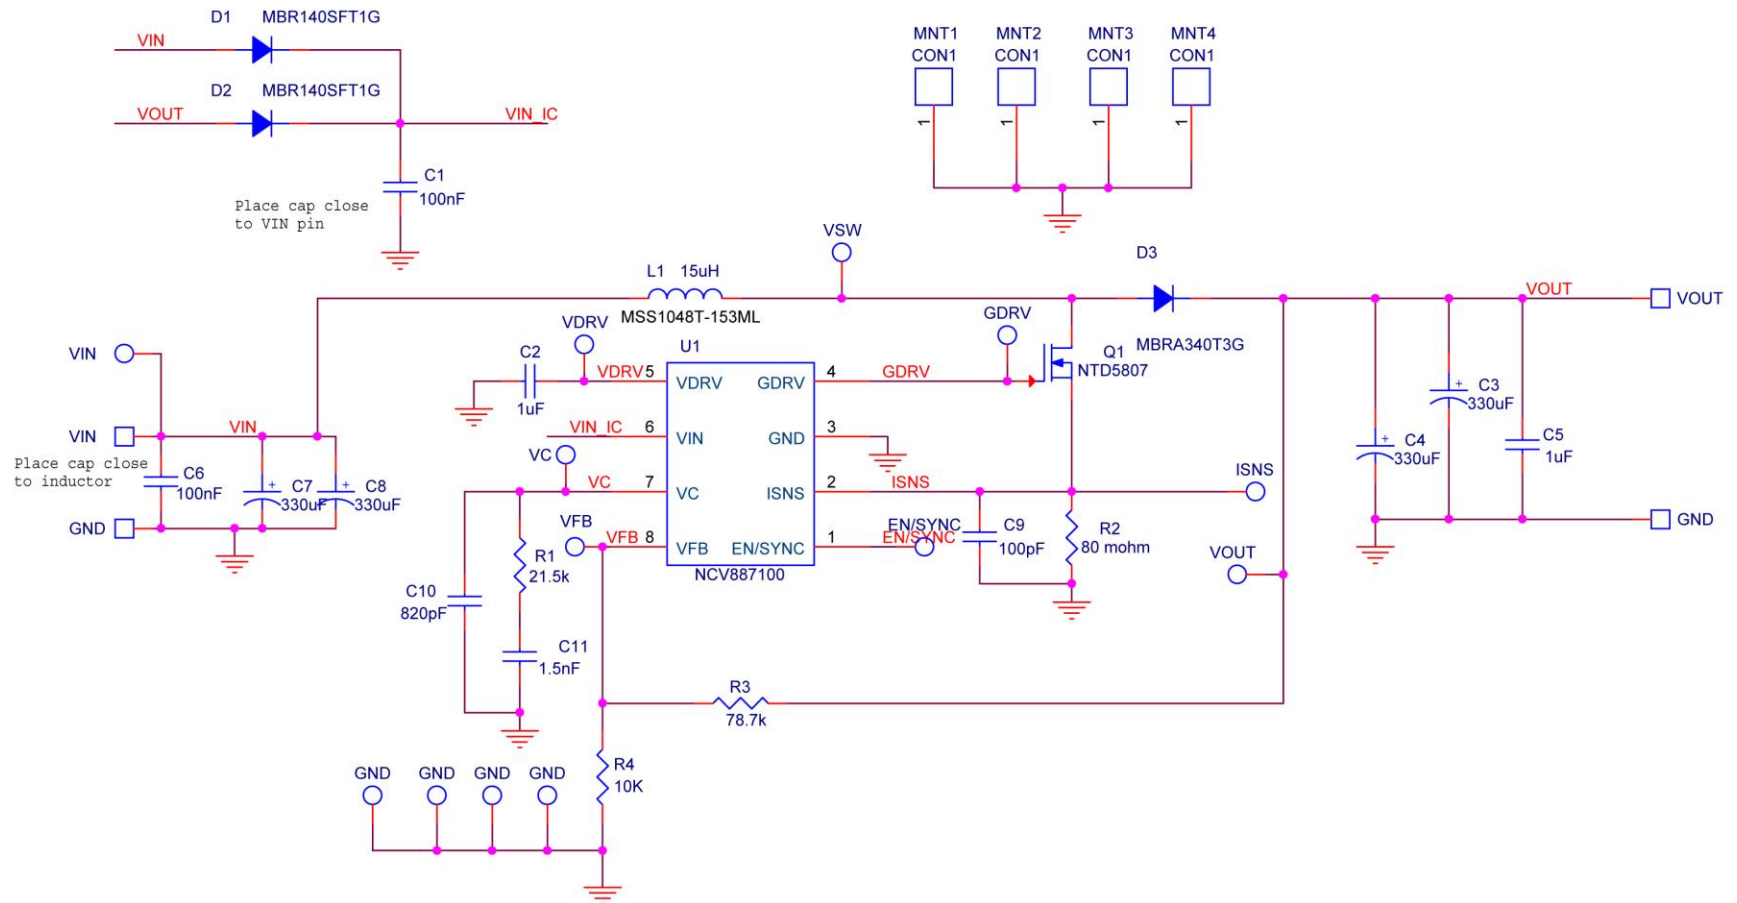 D1 MBR140SFT1G
VIN
D2 MBR140SFT1G
VOUT
VIN_IC
C1
100nF
Place cap close
to VIN pin
MNT1 MNT2 MNT3 MNT4
CON1 CON1 CON1 CON1
1 1 1 1
VSW
D3
L1 15uH
MSS1048T-153ML
VOUT
VOUT
MBRA340T3G
VDRV
GDRV
U1
C2
1uF
VDRV 5 VDRV
GDRV 4 GDRV
Q1
NTD5807
VIN
VIN
VIN
Place cap close
to inductor
C6
100nF
C7
330uF
C8
330uF
GND
VIN_IC 6 VIN
GND 3
VC
VC 7 VC
ISNS 2 ISNS
ISNS
VFB
VFB 8 VFB
EN/SYNC 1 EN/SYNC
EN/SYNC
NCV887100
C9
100pF
R2
80 mohm
C3
330uF
C4
330uF
C5
1uF
GND
VOUT
R1
21.5k
C10
820pF
C11
1.5nF
R3
78.7k
R4
10K
GND GND GND GND